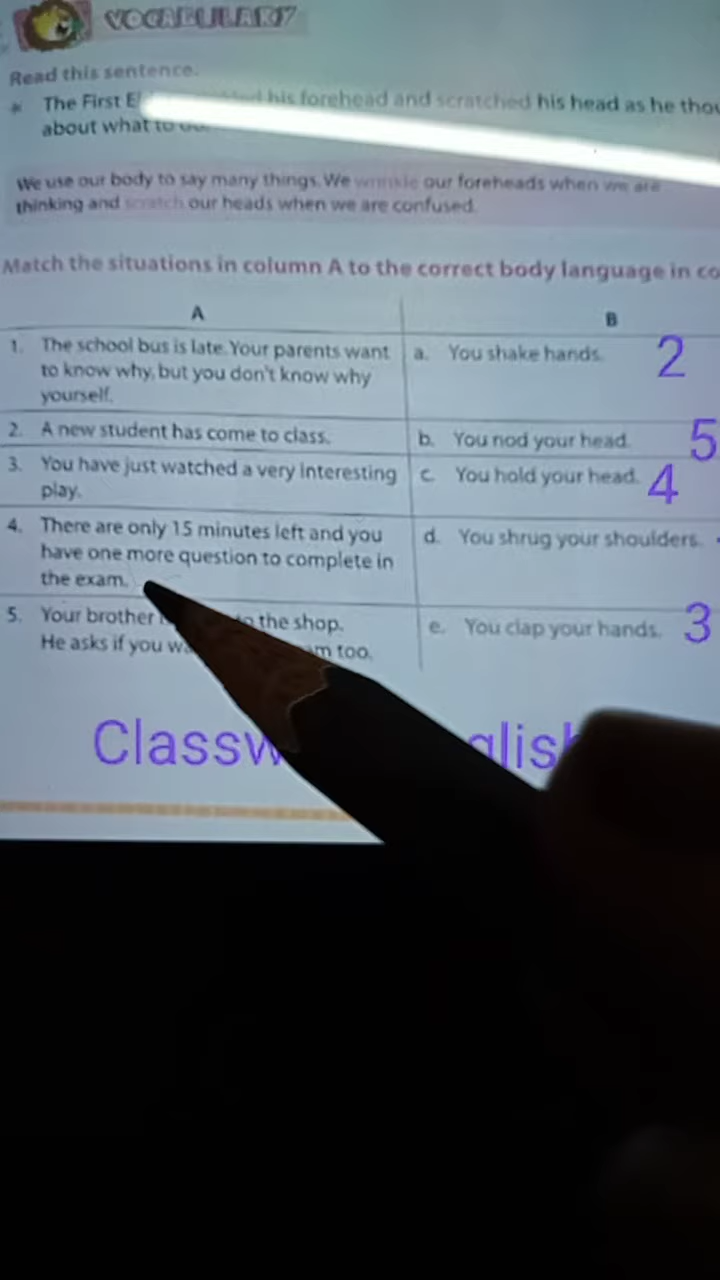 VOCABULARY
Read this sentence.
* The First E his forehead and scratched his head as he thou
about what to
We use our body to say many things. We wrinkle our foreheads when we are
thinking and scratch our heads when we are confused.
Match the situations in column A to the correct body language in co
A B
1. The school bus is late. Your parents want a. You shake hands. 2
to know why, but you don't know why
yourself.
2. A new student has come to class. b. You nod your head. 5
3. You have just watched a very interesting c. You hold your head. 4
play.
4. There are only 15 minutes left and you d. You shrug your shoulders.
have one more question to complete in
the exam.
5. Your brother the shop. e. You clap your hands. 3
He asks if you too.